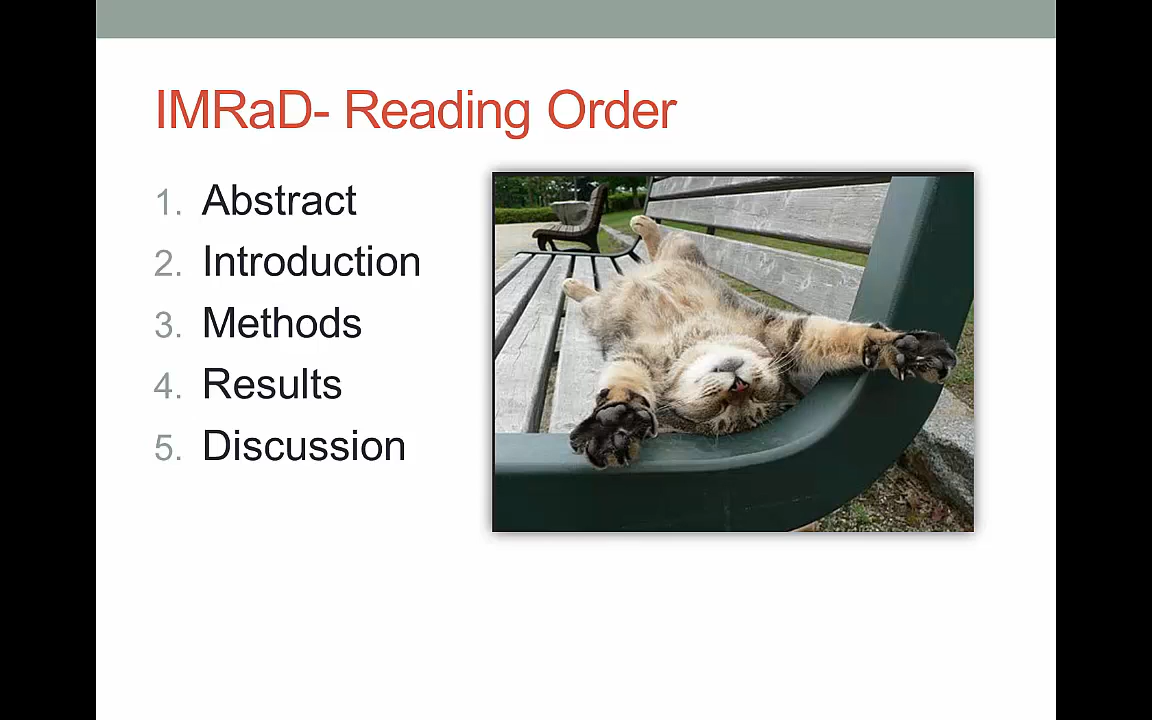 IMRaD- Reading Order
1. Abstract
2. Introduction
3. Methods
4. Results
5. Discussion